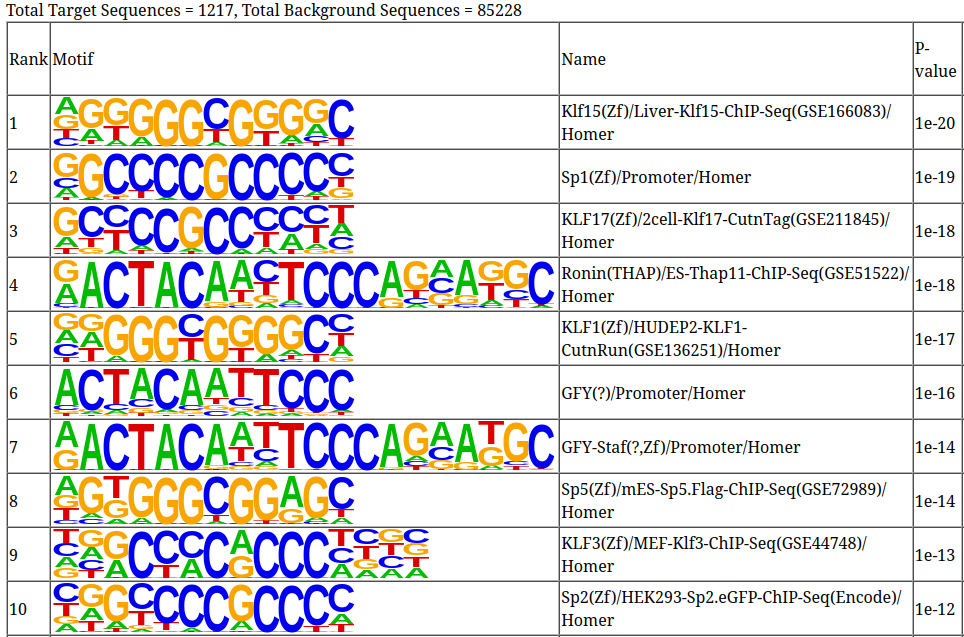 Total Target Sequences = 1217, Total Background Sequences = 85228
Rank Motif Name P-
value
1 Klf15(Zf)/Liver-Klf15-ChIP-Seq(GSE166083)/
Homer 1e-20
2 Sp1(Zf)/Promoter/Homer 1e-19
3 KLF17(Zf)/2cell-Klf17-CutnTag(GSE211845)/
Homer 1e-18
4 Ronin(THAP)/ES-Thap11-ChIP-Seq(GSE51522)/
Homer 1e-18
5 KLF1(Zf)/HUDEP2-KLF1-
CutnRun(GSE136251)/Homer 1e-17
6 GFY(?)/Promoter/Homer 1e-16
7 GFY-Staf(?,Zf)/Promoter/Homer 1e-14
8 Sp5(Zf)/mES-Sp5.Flag-ChIP-Seq(GSE72989)/
Homer 1e-14
9 KLF3(Zf)/MEF-Klf3-ChIP-Seq(GSE44748)/
Homer 1e-13
10 Sp2(Zf)/HEK293-Sp2.eGFP-ChIP-Seq(Encode)/
Homer 1e-12